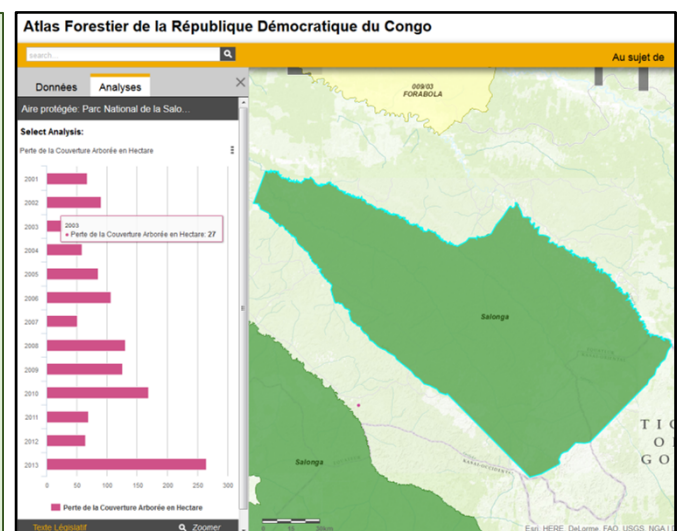 Atlas Forestier de la République Démocratique du Congo
search...
Au sujet de
Données Analyses
Aire protégée: Parc National de la Salo...
Select Analysis:
Perte de la Couverture Arborée en Hectare
2001
2002
2003
2003
• Perte de la Couverture Arborée en Hectare: 27
2004
2005
2006
2007
2008
2009
2010
2011
2012
2013
0 50 100 150 200 250 300
Perte de la Couverture Arborée en Hectare
Texte Législatif
Zoomer
009/03
FORABOLA
Salonga
Salonga
Esri, HERE, DeLorme, FAO, USGS, NGA